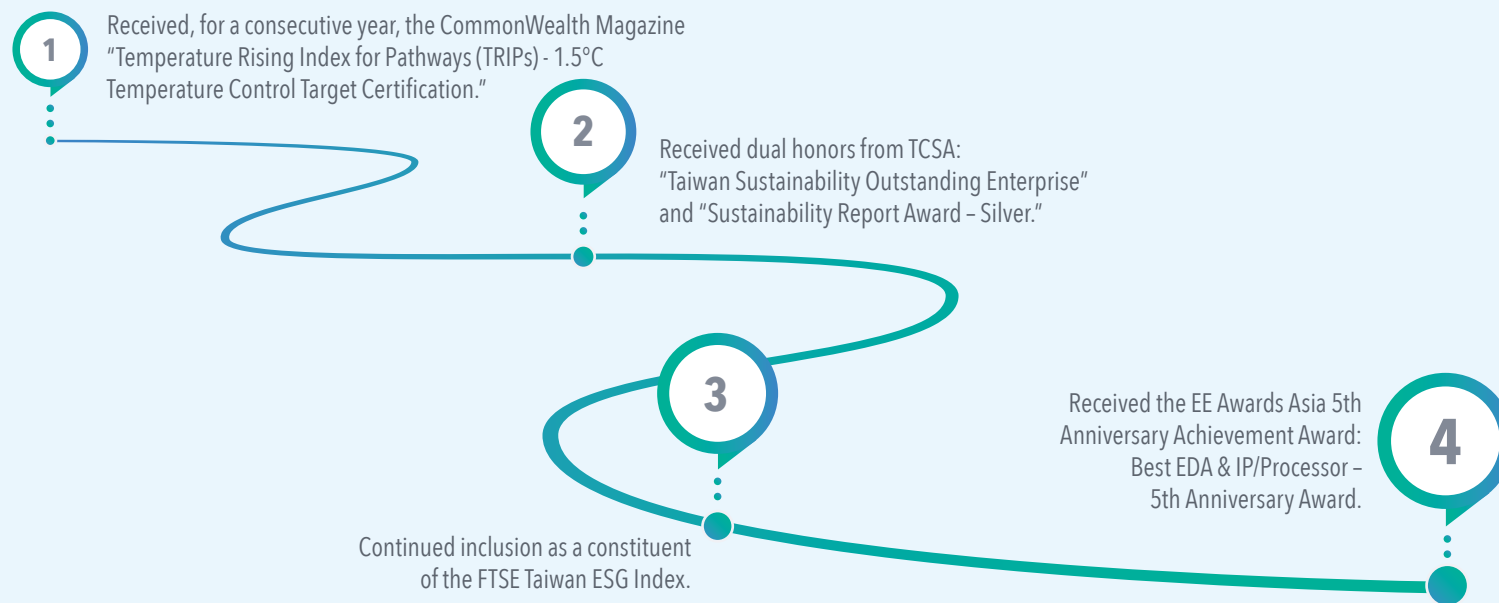 1
Received, for a consecutive year, the CommonWealth Magazine
“Temperature Rising Index for Pathways (TRIPs) - 1.5°C
Temperature Control Target Certification.”
2
Received dual honors from TCSA:
“Taiwan Sustainability Outstanding Enterprise”
and “Sustainability Report Award – Silver.”
3
Continued inclusion as a constituent
of the FTSE Taiwan ESG Index.
4
Received the EE Awards Asia 5th
Anniversary Achievement Award:
Best EDA & IP/Processor –
5th Anniversary Award.